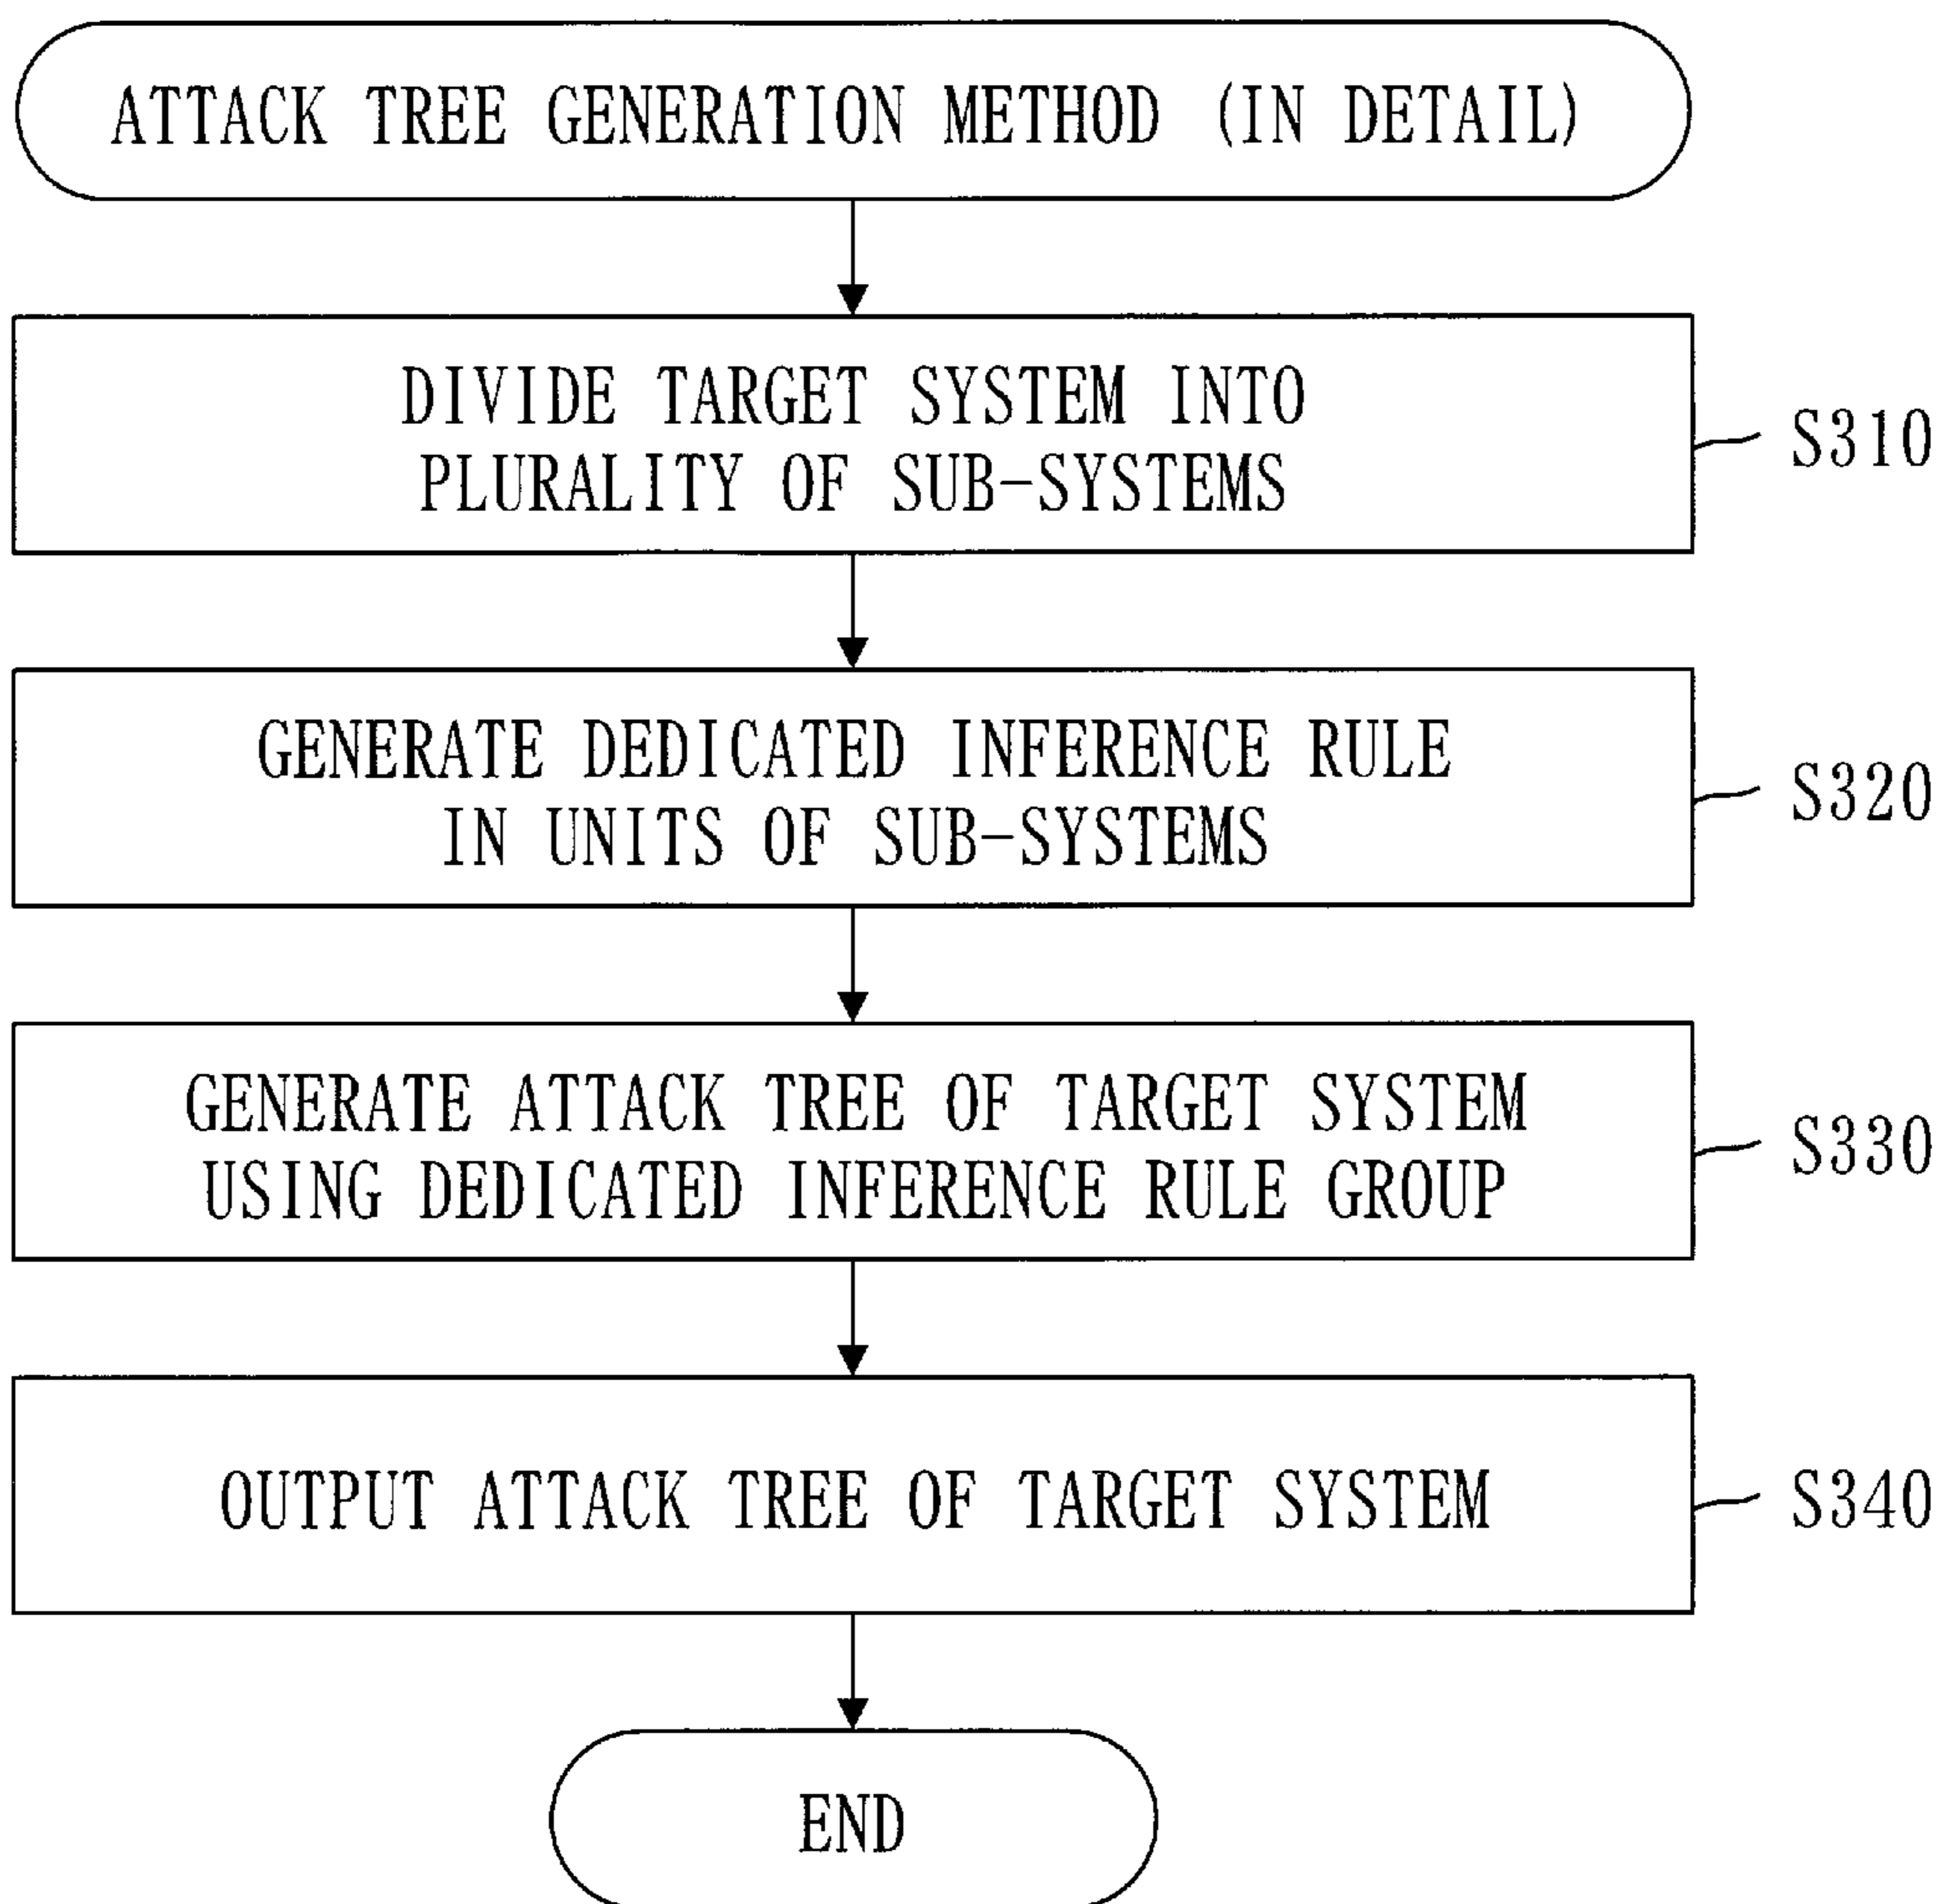 ATTACK TREE GENERATION METHOD (IN DETAIL)
DIVIDE TARGET SYSTEM INTO
PLURALITY OF SUB-SYSTEMS
S310
GENERATE DEDICATED INFERENCE RULE
IN UNITS OF SUB-SYSTEMS
S320
GENERATE ATTACK TREE OF TARGET SYSTEM
USING DEDICATED INFERENCE RULE GROUP
S330
OUTPUT ATTACK TREE OF TARGET SYSTEM
S340
END